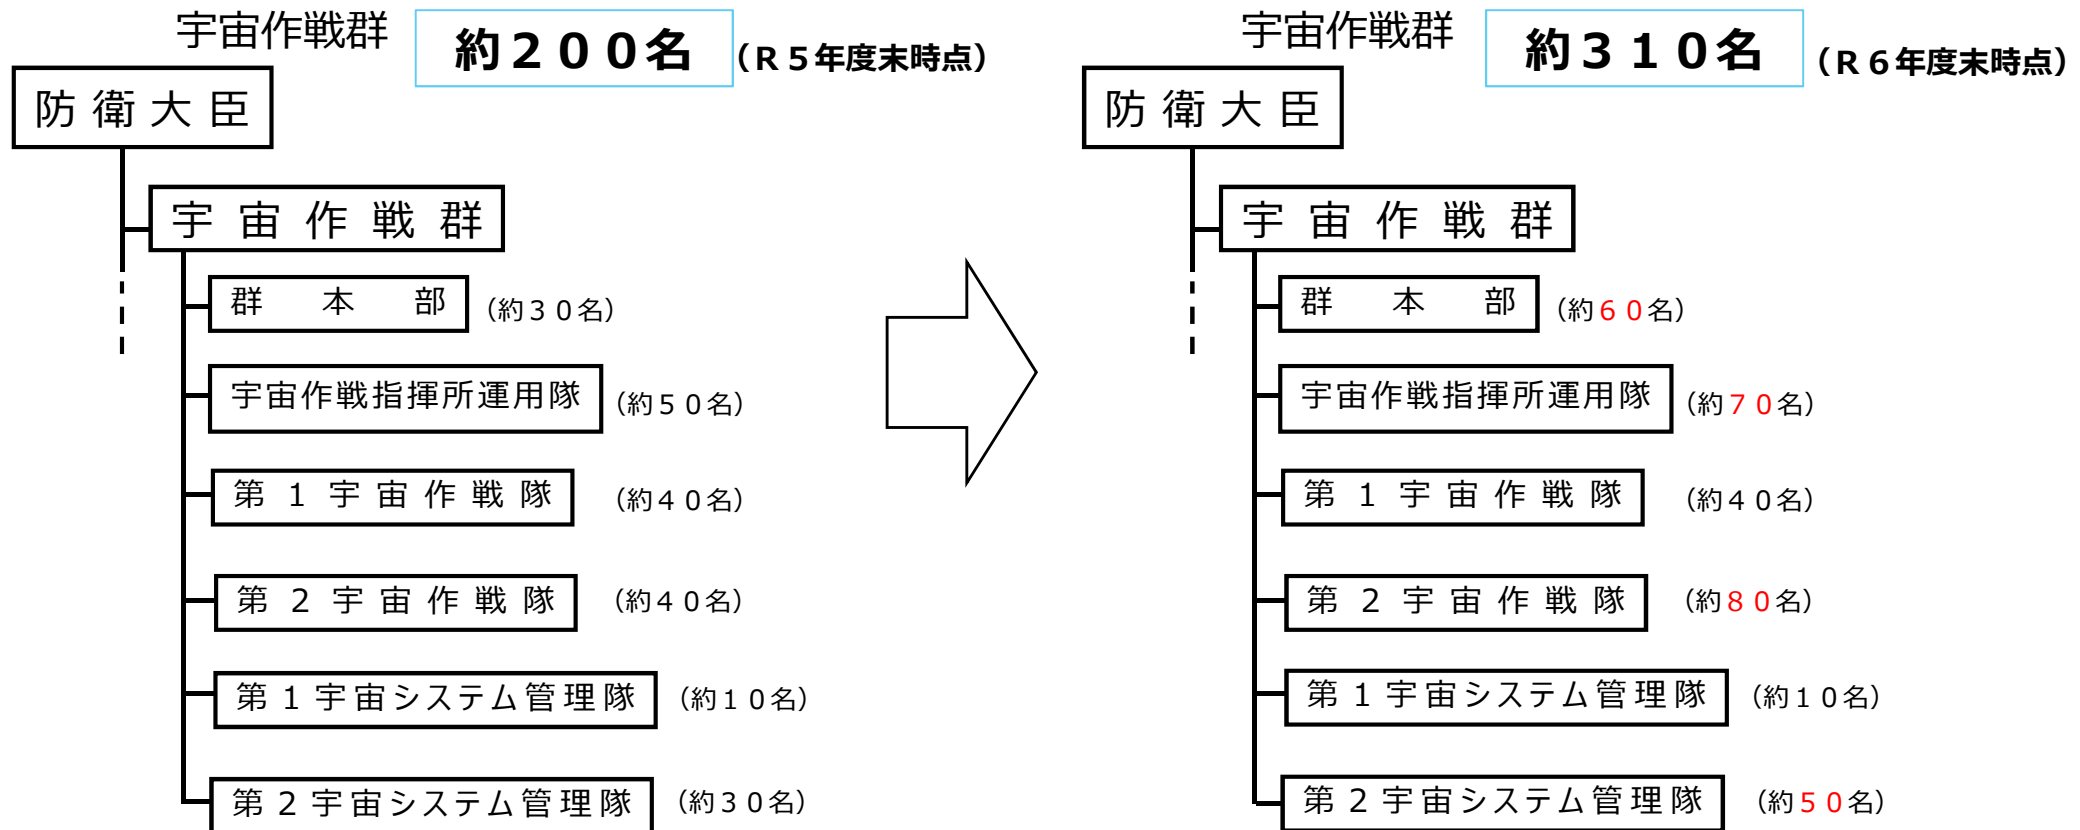 宇宙作戦群 約200名 (R5年度末時点)
防衛大臣
宇宙作戦群
群本部 (約30名)
宇宙作戦指揮所運用隊 (約50名)
第1宇宙作戦隊 (約40名)
第2宇宙作戦隊 (約40名)
第1宇宙システム管理隊 (約10名)
第2宇宙システム管理隊 (約30名)
宇宙作戦群 約310名 (R6年度末時点)
防衛大臣
宇宙作戦群
群本部 (約60名)
宇宙作戦指揮所運用隊 (約70名)
第1宇宙作戦隊 (約40名)
第2宇宙作戦隊 (約80名)
第1宇宙システム管理隊 (約10名)
第2宇宙システム管理隊 (約50名)